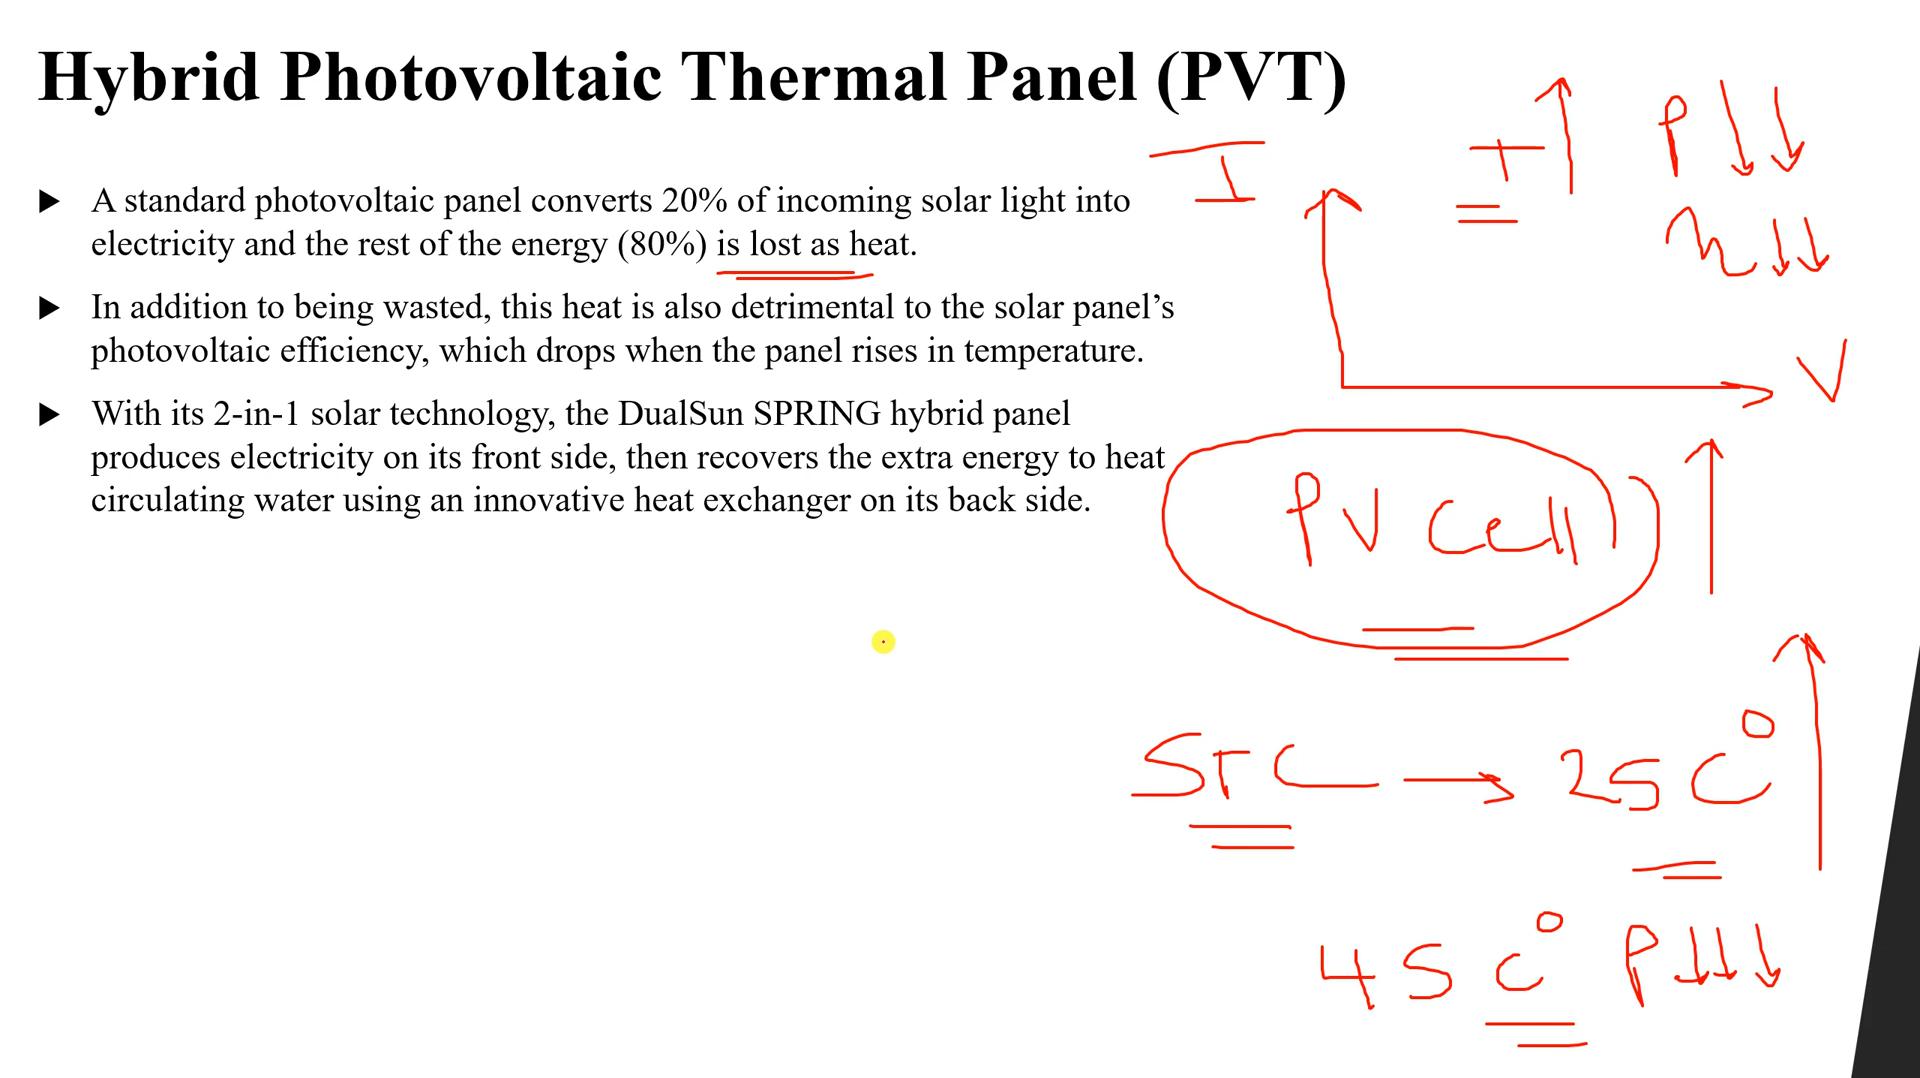 Hybrid Photovoltaic Thermal Panel (PVT)
A standard photovoltaic panel converts 20% of incoming solar light into
electricity and the rest of the energy (80%) is lost as heat.
In addition to being wasted, this heat is also detrimental to the solar panel’s
photovoltaic efficiency, which drops when the panel rises in temperature.
With its 2-in-1 solar technology, the DualSun SPRING hybrid panel
produces electricity on its front side, then recovers the extra energy to heat
circulating water using an innovative heat exchanger on its back side.
I
T↑ P↓↓
η↓↓
V
PV Cell ↑
STC → 25 C° ↑
45 C° P↓↓↓